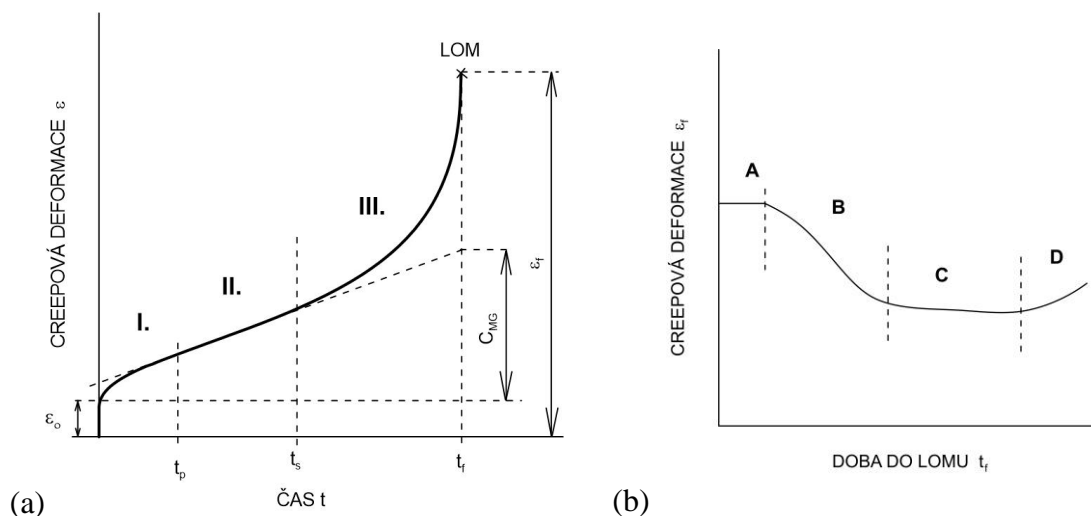 CREEPOVÁ DEFORMACE ε
LOM
III.
II.
I.
ε_f
C_MG
ε_o
t_p
t_s
t_f
ČAS t
(a)
CREEPOVÁ DEFORMACE ε_f
A
B
C
D
DOBA DO LOMU t_f
(b)